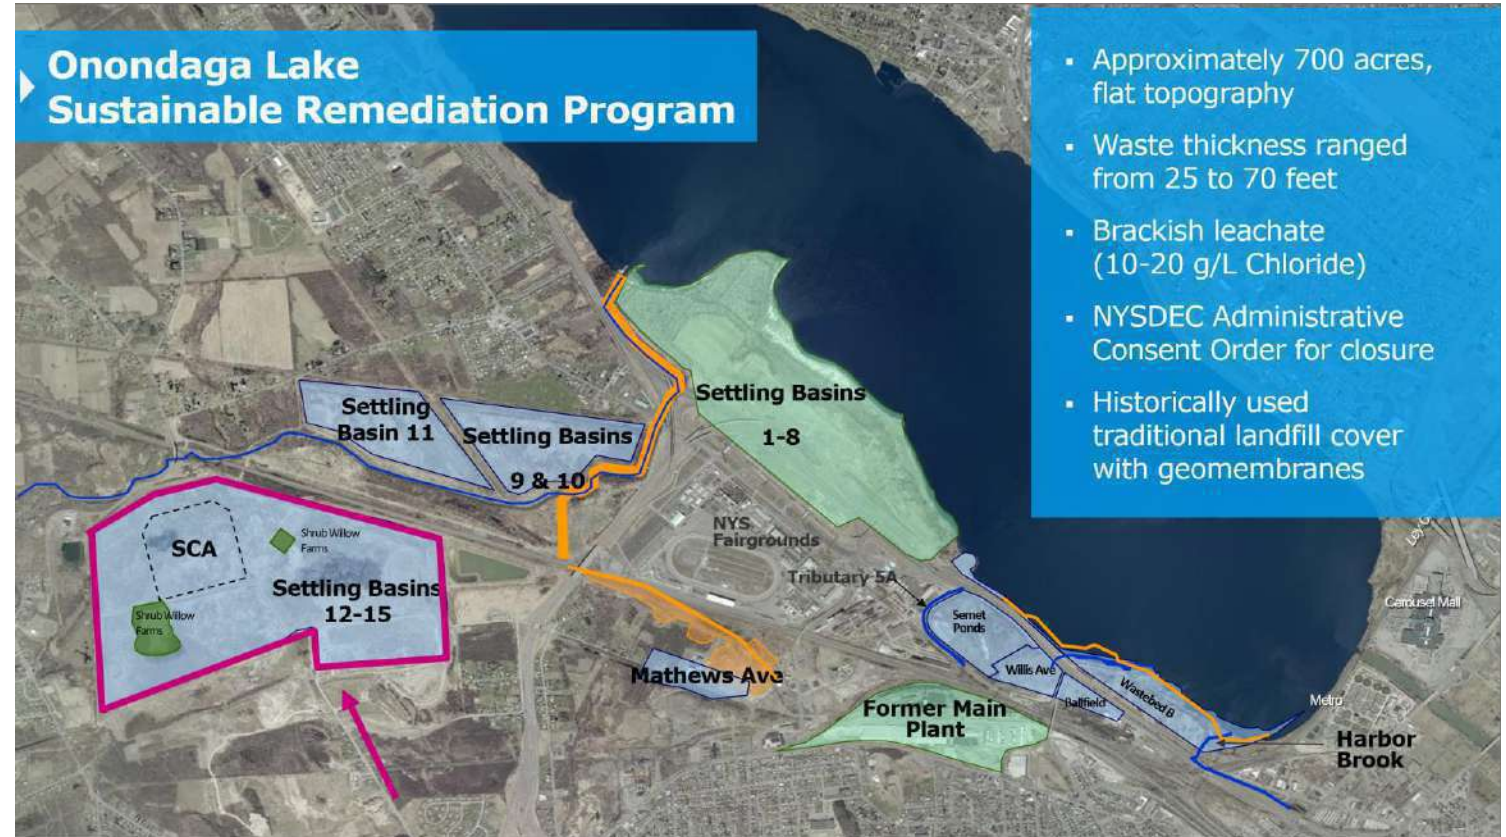 Onondaga Lake
Sustainable Remediation Program
▪ Approximately 700 acres,
flat topography
▪ Waste thickness ranged
from 25 to 70 feet
▪ Brackish leachate
(10-20 g/L Chloride)
▪ NYSDEC Administrative
Consent Order for closure
▪ Historically used
traditional landfill cover
with geomembranes
Settling Basins
1-8
Settling
Basin 11
Settling Basins
9 & 10
SCA
Shrub Willow
Farms
Settling Basins
12-15
Shrub Willow
Farms
NYS
Fairgrounds
Tributary 5A
Semet
Ponds
Willis Ave
Ballfield
Wastebed B
Mathews Ave
Former Main
Plant
Carousel Mall
Metro
Harbor
Brook